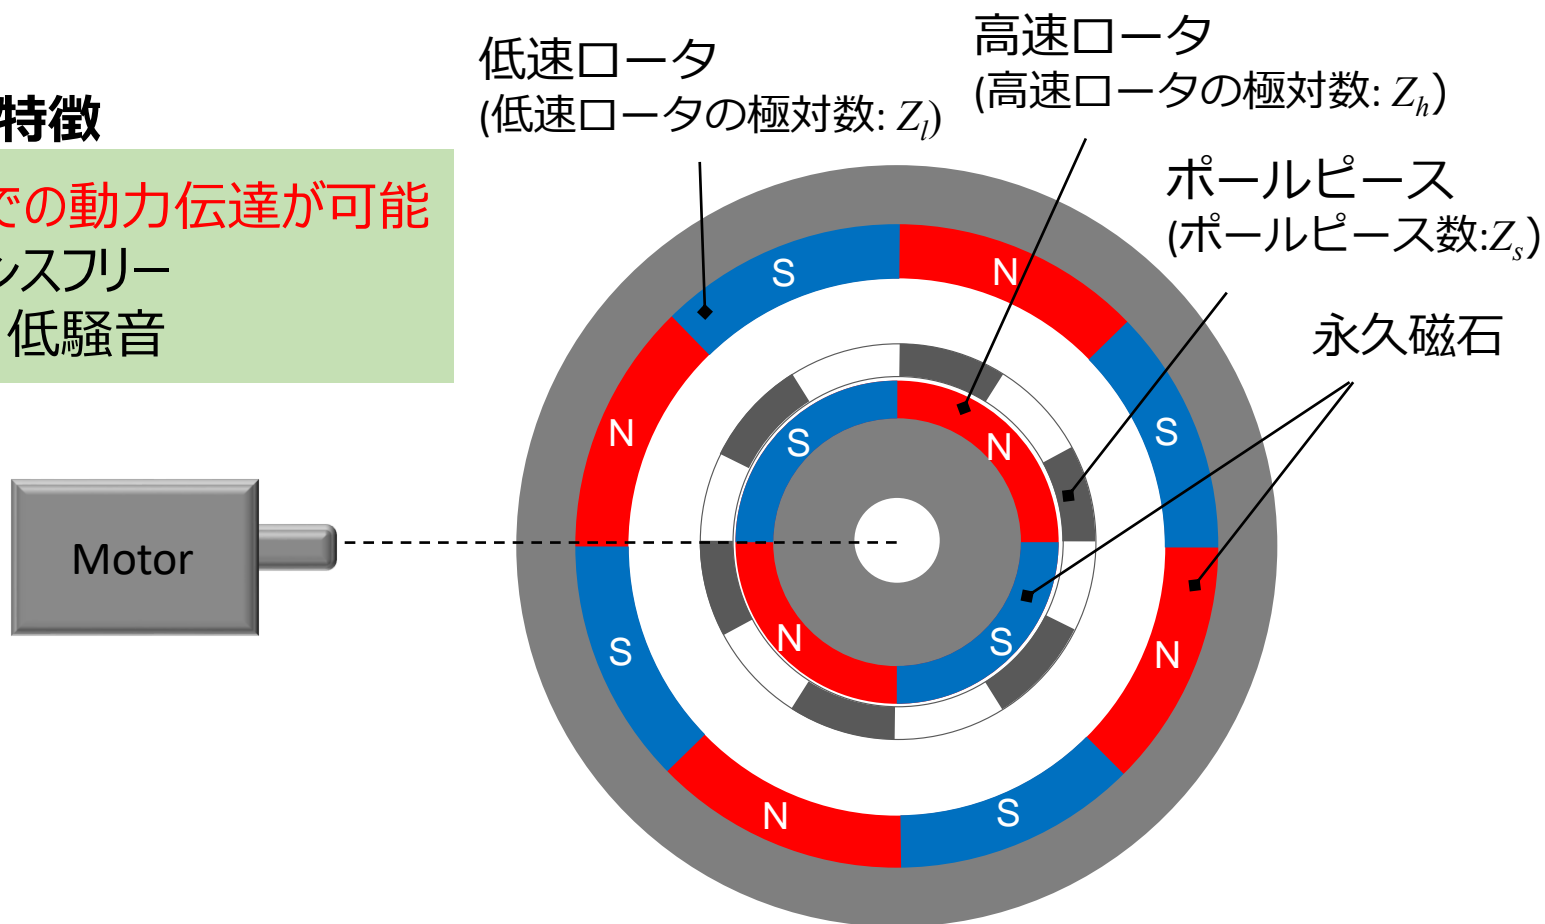 特徴
での動力伝達が可能
ンスフリー
低騒音
低速ロータ
(低速ロータの極対数: Zl)
高速ロータ
(高速ロータの極対数: Zh)
ポールピース
(ポールピース数:Zs)
永久磁石
Motor
S
N
N
S
S
N
N
S
S
N
N
S